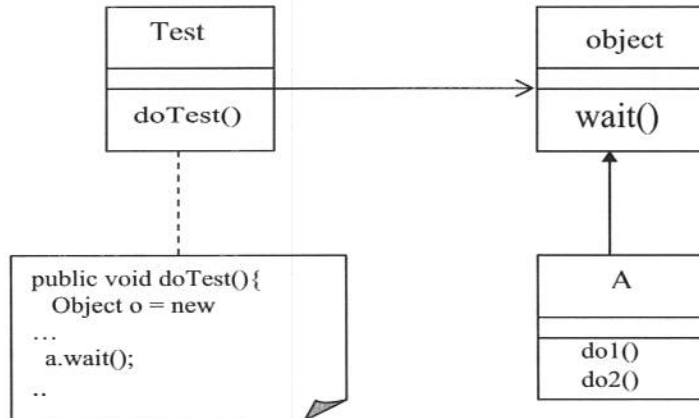 Test
doTest()
object
wait()
public void doTest(){
Object o = new
...
a.wait();
..
A
do1()
do2()